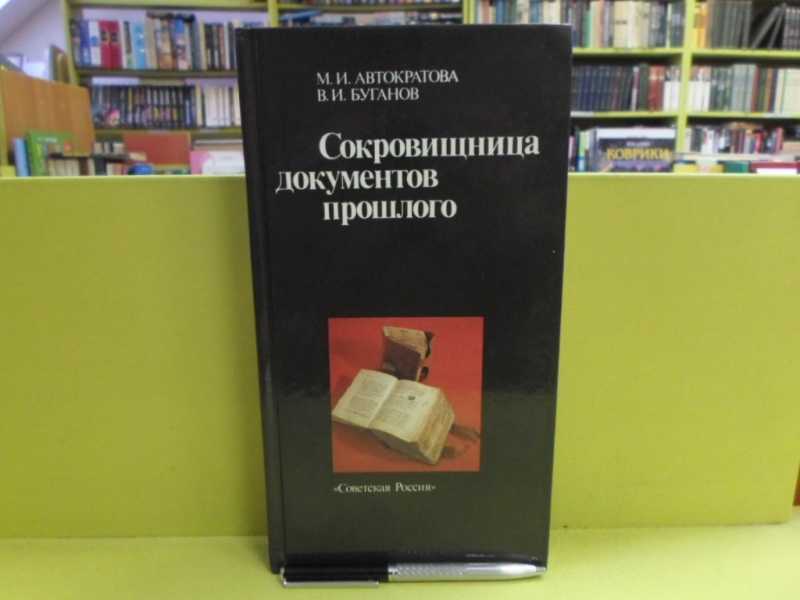 М. И. АВТОКРАТОВА
В. И. БУГАНОВ
Сокровищница
документов
прошлого
«Советская Россия»
КОВРИКИ